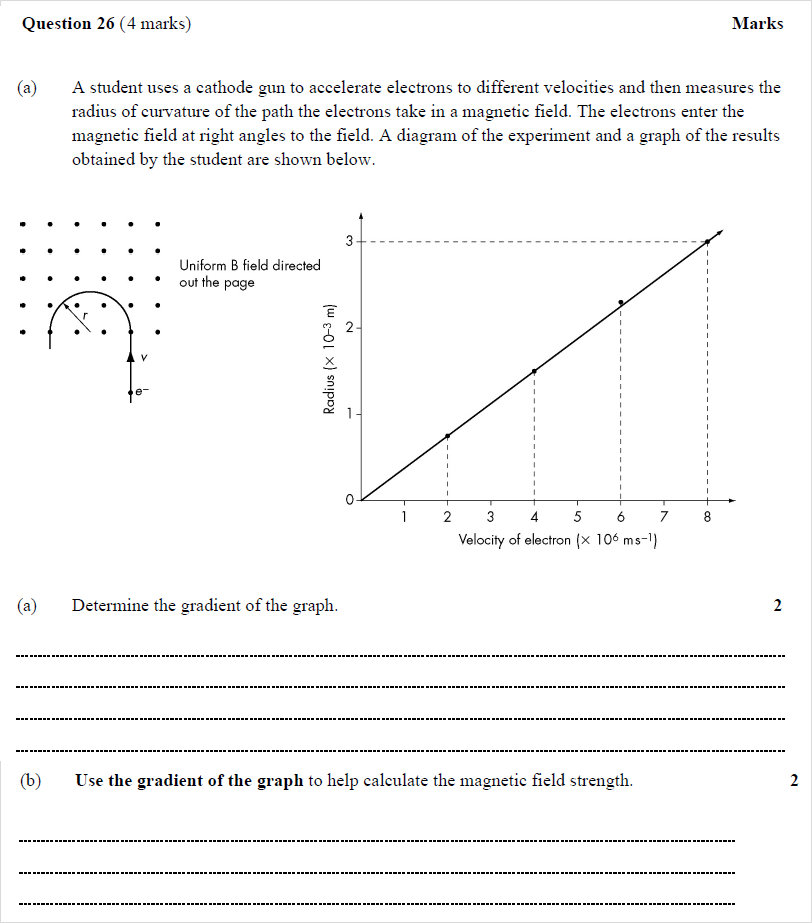 Question 26 (4 marks) Marks
(a) A student uses a cathode gun to accelerate electrons to different velocities and then measures the
radius of curvature of the path the electrons take in a magnetic field. The electrons enter the
magnetic field at right angles to the field. A diagram of the experiment and a graph of the results
obtained by the student are shown below.
Uniform B field directed
out the page
r
v
e⁻
Radius (× 10⁻³ m)
3
2
1
0
1 2 3 4 5 6 7 8
Velocity of electron (× 10⁶ ms⁻¹)
(a) Determine the gradient of the graph. 2
(b) Use the gradient of the graph to help calculate the magnetic field strength. 2